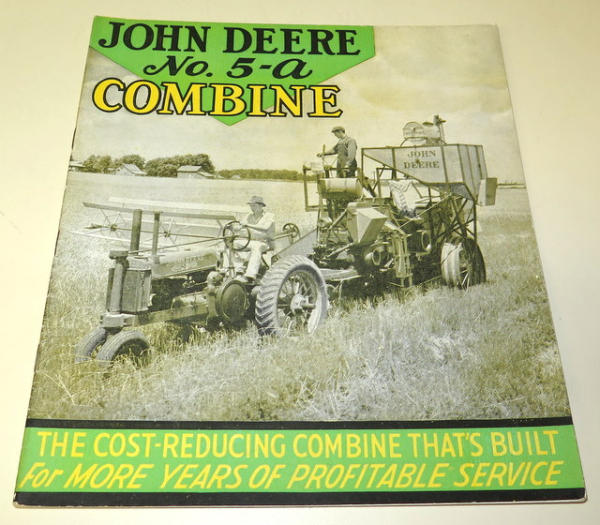 JOHN DEERE
No. 5-a
COMBINE
JOHN
DEERE
THE COST-REDUCING COMBINE THAT'S BUILT
For MORE YEARS OF PROFITABLE SERVICE